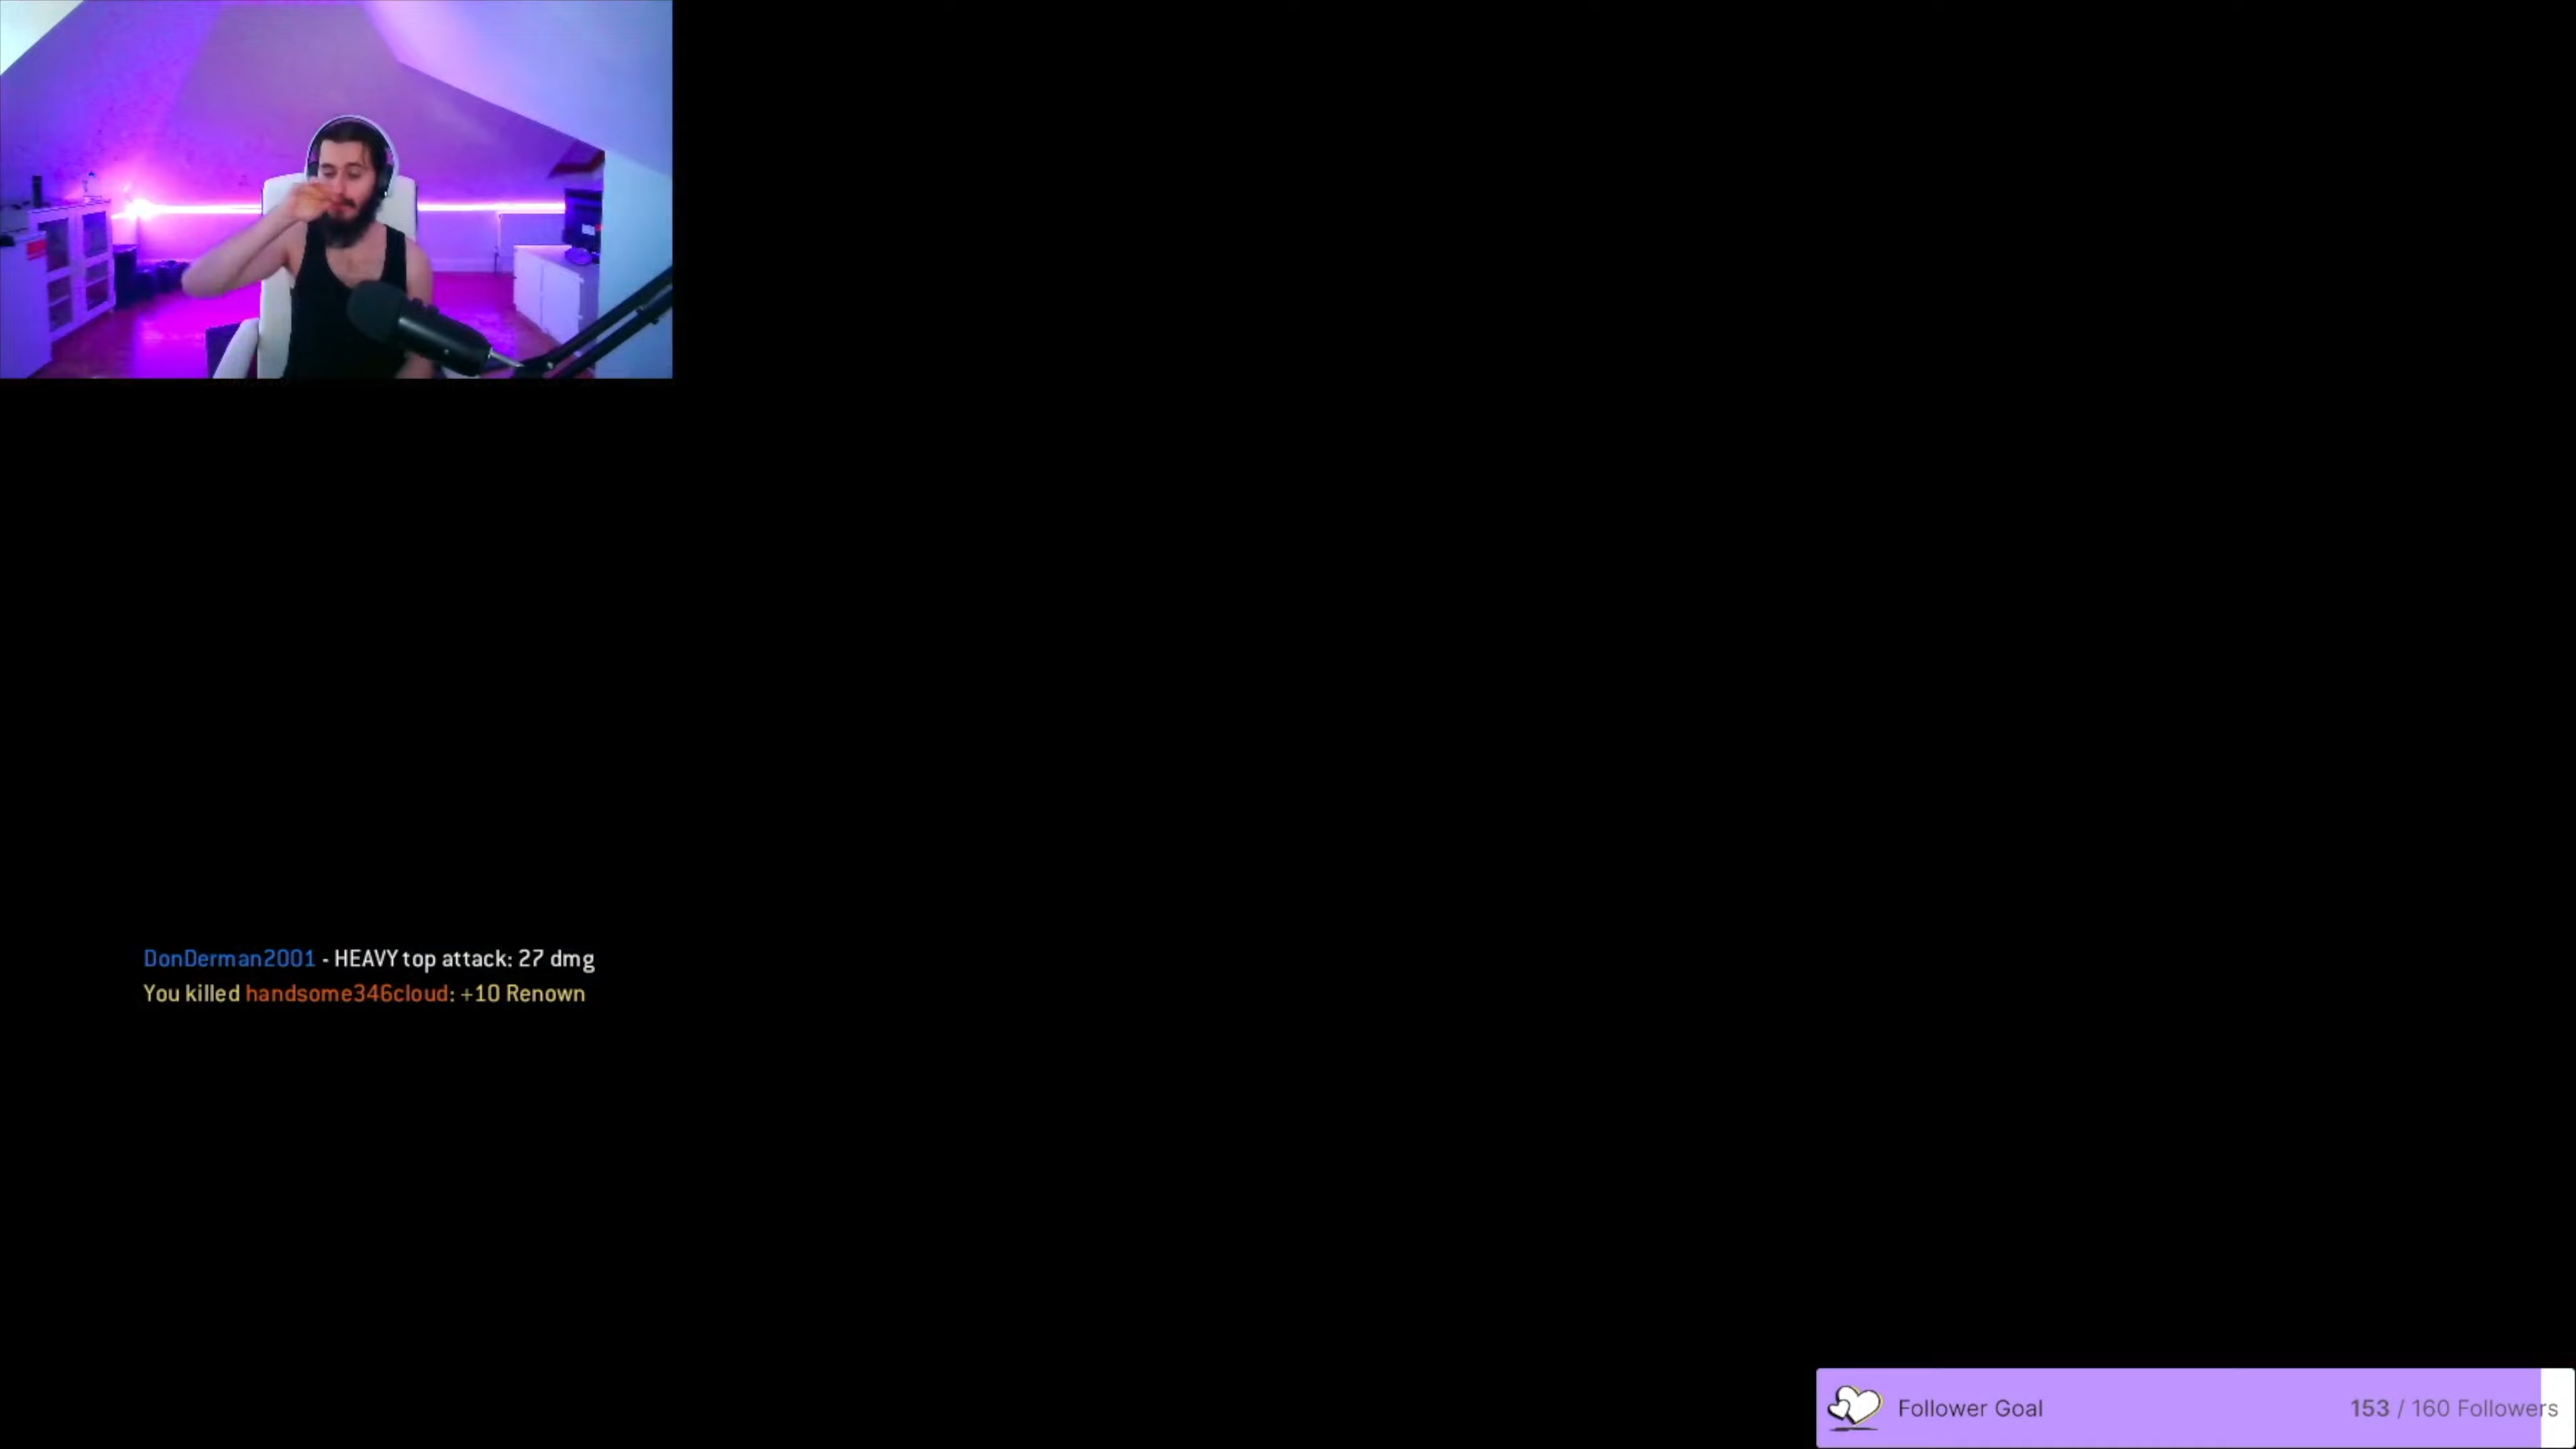 DonDerman2001 - HEAVY top attack: 27 dmg
You killed handsome346cloud: +10 Renown
Follower Goal 153 / 160 Followers